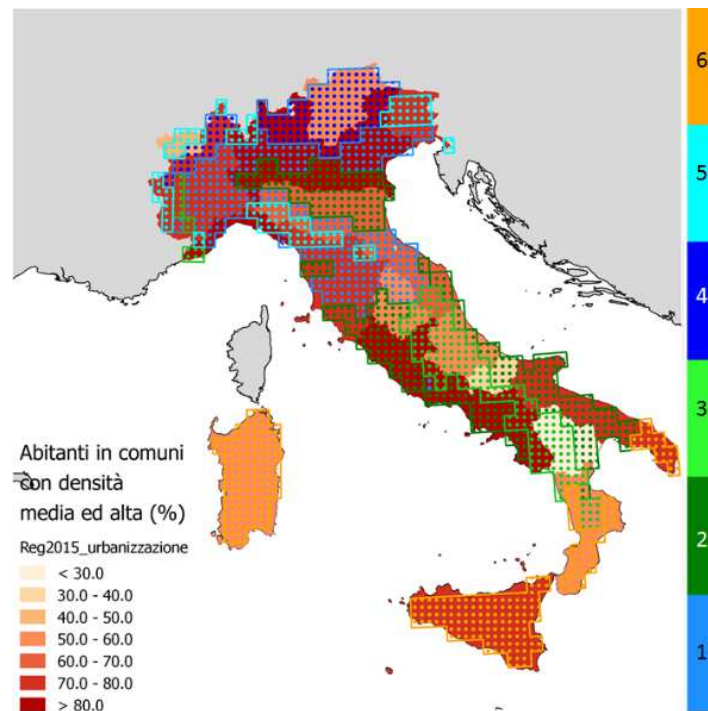 6
5
4
3
2
1
Abitanti in comuni
con densità
media ed alta (%)
Reg2015_urbanizzazione
< 30.0
30.0 - 40.0
40.0 - 50.0
50.0 - 60.0
60.0 - 70.0
70.0 - 80.0
> 80.0